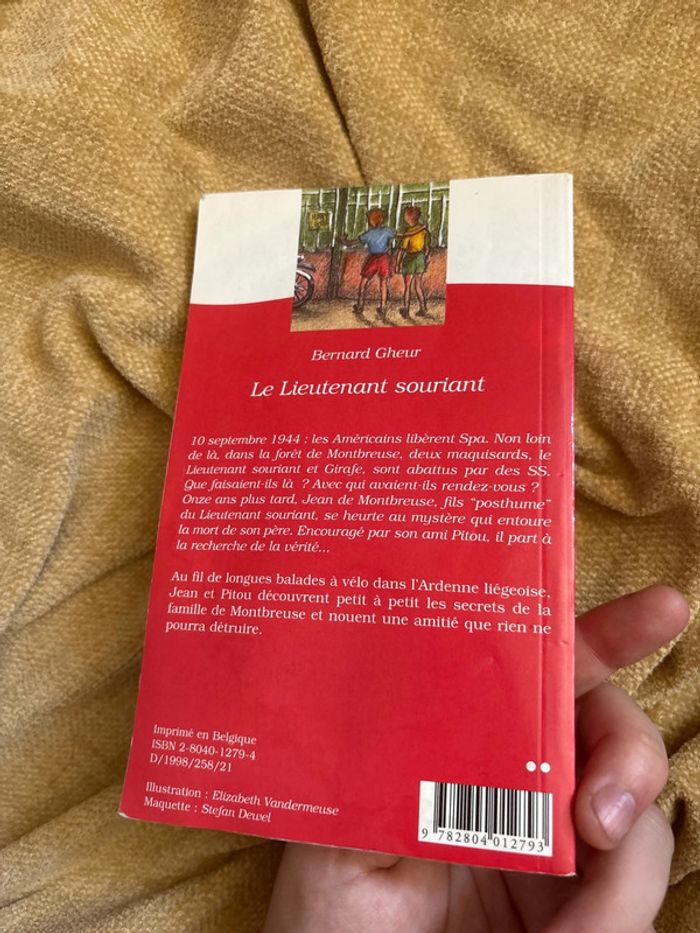 Bernard Gheur
Le Lieutenant souriant
10 septembre 1944 : les Américains libèrent Spa. Non loin
de là, dans la forêt de Montbreuse, deux maquisards, le
Lieutenant souriant et Girafe, sont abattus par des SS.
Que faisaient-ils là ? Avec qui avaient-ils rendez-vous ?
Onze ans plus tard, Jean de Montbreuse, fils "posthume"
du Lieutenant souriant, se heurte au mystère qui entoure
la mort de son père. Encouragé par son ami Pitou, il part à
la recherche de la vérité...
Au fil de longues balades à vélo dans l'Ardenne liégeoise,
Jean et Pitou découvrent petit à petit les secrets de la
famille de Montbreuse et nouent une amitié que rien ne
pourra détruire.
Imprimé en Belgique
ISBN 2-8040-1279-4
D/1998/258/21
Illustration : Elizabeth Vandermeuse
Maquette : Stefan Dewel
9 782804 012793